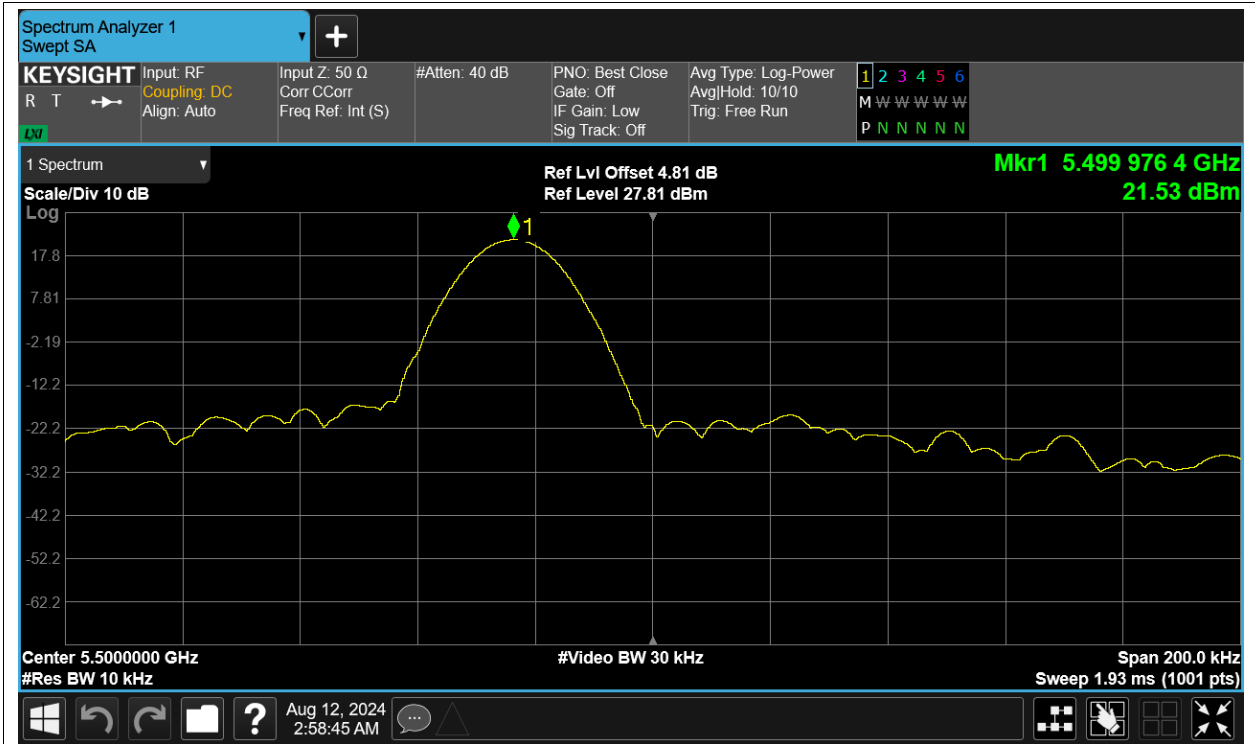 Spectrum Analyzer 1
Swept SA
KEYSIGHT
R T
LXI
Input: RF
Coupling: DC
Align: Auto
Input Z: 50 Ω
Corr CCorr
Freq Ref: Int (S)
#Atten: 40 dB
PNO: Best Close
Gate: Off
IF Gain: Low
Sig Track: Off
Avg Type: Log-Power
Avg|Hold: 10/10
Trig: Free Run
1 2 3 4 5 6
M W W W W W
P N N N N N
1 Spectrum
Scale/Div 10 dB
Log
Ref Lvl Offset 4.81 dB
Ref Level 27.81 dBm
Mkr1 5.499 976 4 GHz
21.53 dBm
1
17.8
7.81
-2.19
-12.2
-22.2
-32.2
-42.2
-52.2
-62.2
Center 5.5000000 GHz
#Video BW 30 kHz
Span 200.0 kHz
#Res BW 10 kHz
Sweep 1.93 ms (1001 pts)
?
Aug 12, 2024
2:58:45 AM